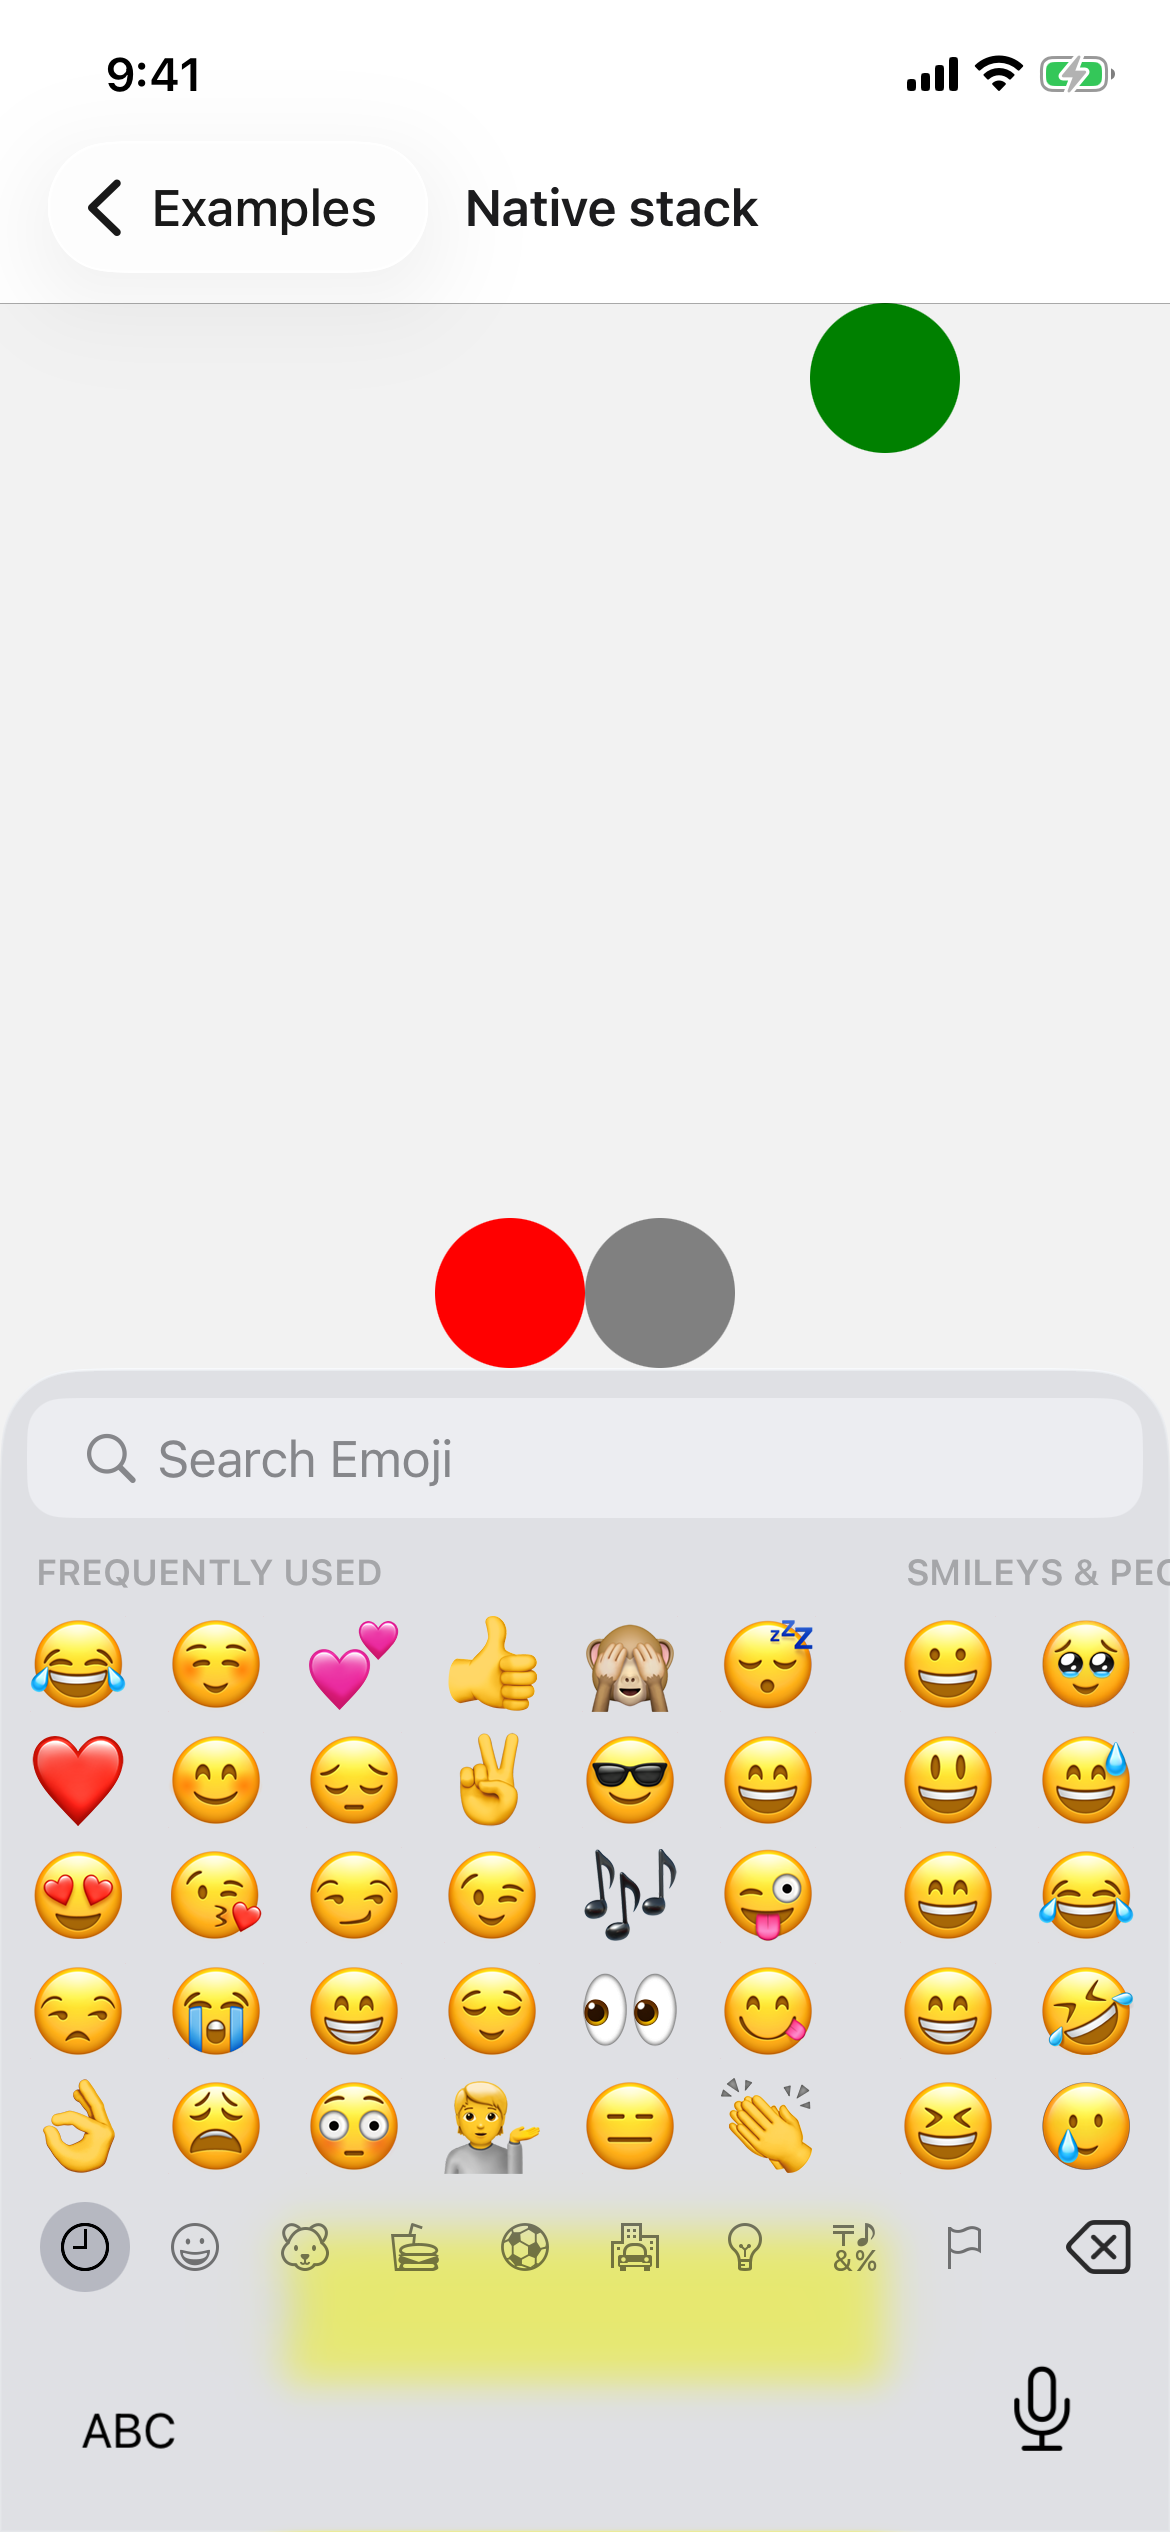 9:41
Examples
Native stack
Search Emoji
FREQUENTLY USED
SMILEYS & PEO
ABC